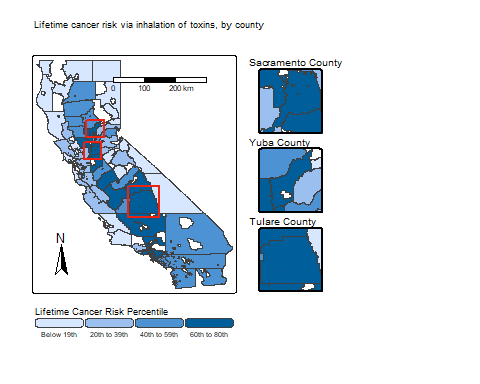 Lifetime cancer risk via inhalation of toxins, by county
Sacramento County
0 100 200 km
Yuba County
Tulare County
N
Lifetime Cancer Risk Percentile
Below 19th 20th to 39th 40th to 59th 60th to 80th